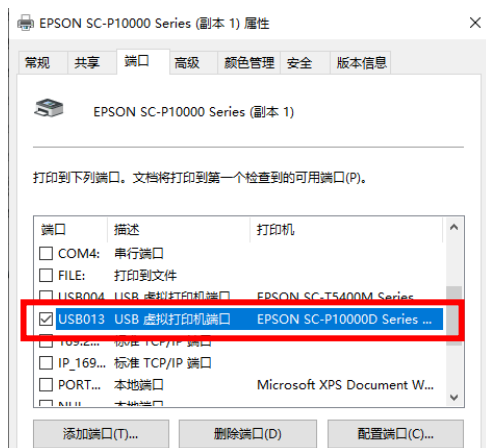 EPSON SC-P10000 Series (副本 1) 属性
常规 共享 端口 高级 颜色管理 安全 版本信息
EPSON SC-P10000 Series (副本 1)
打印到下列端口。文档将打印到第一个检查到的可用端口(P)。
端口 描述 打印机
COM4: 串行端口
FILE: 打印到文件
USB004 USB 虚拟打印机端口 EPSON SC-T5400M Series
USB013 USB 虚拟打印机端口 EPSON SC-P10000D Series ...
169.2... 标准 TCP/IP 端口
IP_169... 标准 TCP/IP 端口
PORT... 本地端口 Microsoft XPS Document W...
NUL 本地端口
添加端口(T)... 删除端口(D) 配置端口(C)...